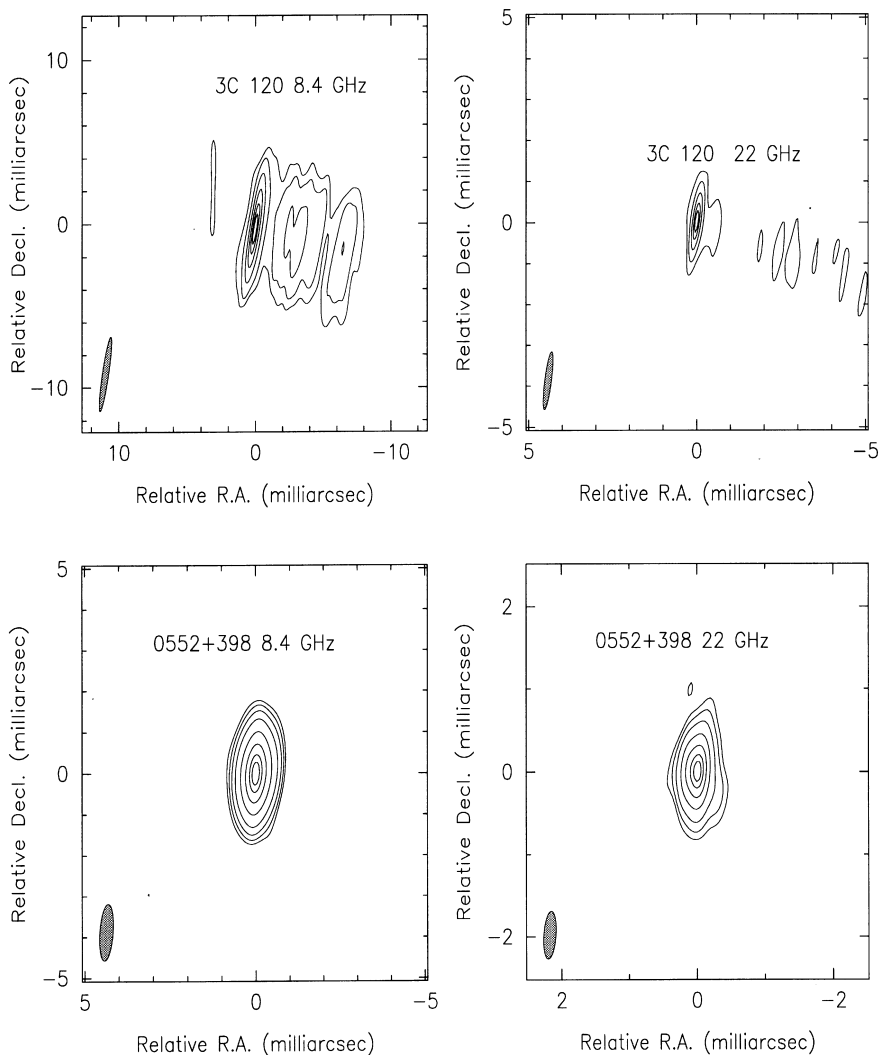 3C 120 8.4 GHz
10
0
−10
Relative Decl. (milliarcsec)
10
0
−10
Relative R.A. (milliarcsec)
3C 120 22 GHz
5
0
−5
Relative Decl. (milliarcsec)
5
0
−5
Relative R.A. (milliarcsec)
0552+398 8.4 GHz
5
0
−5
Relative Decl. (milliarcsec)
5
0
−5
Relative R.A. (milliarcsec)
0552+398 22 GHz
2
0
−2
Relative Decl. (milliarcsec)
2
0
−2
Relative R.A. (milliarcsec)